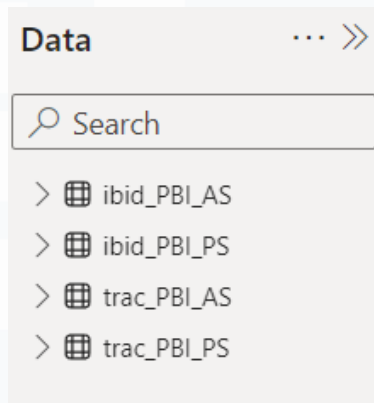 Data
Search
ibid_PBI_AS
ibid_PBI_PS
trac_PBI_AS
trac_PBI_PS